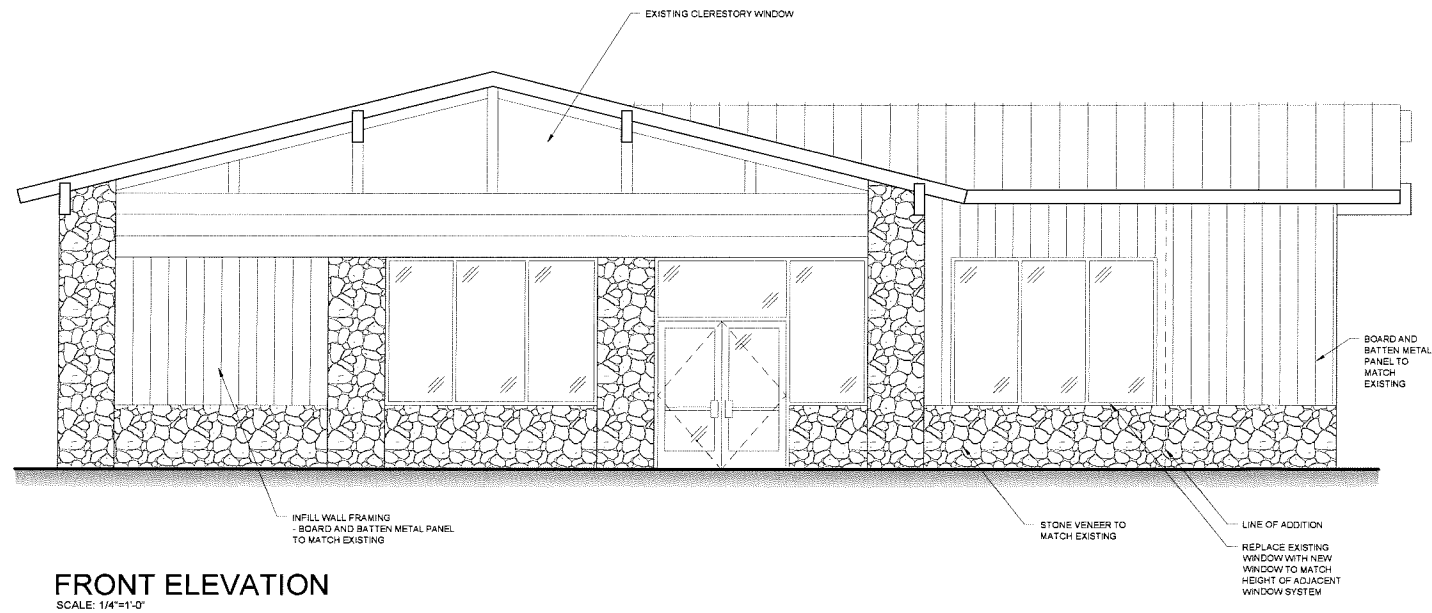 EXISTING CLERESTORY WINDOW
BOARD AND
BATTEN METAL
PANEL TO
MATCH
EXISTING
INFILL WALL FRAMING
- BOARD AND BATTEN METAL PANEL
TO MATCH EXISTING
STONE VENEER TO
MATCH EXISTING
LINE OF ADDITION
REPLACE EXISTING
WINDOW WITH NEW
WINDOW TO MATCH
HEIGHT OF ADJACENT
WINDOW SYSTEM
FRONT ELEVATION
SCALE: 1/4"=1'-0"